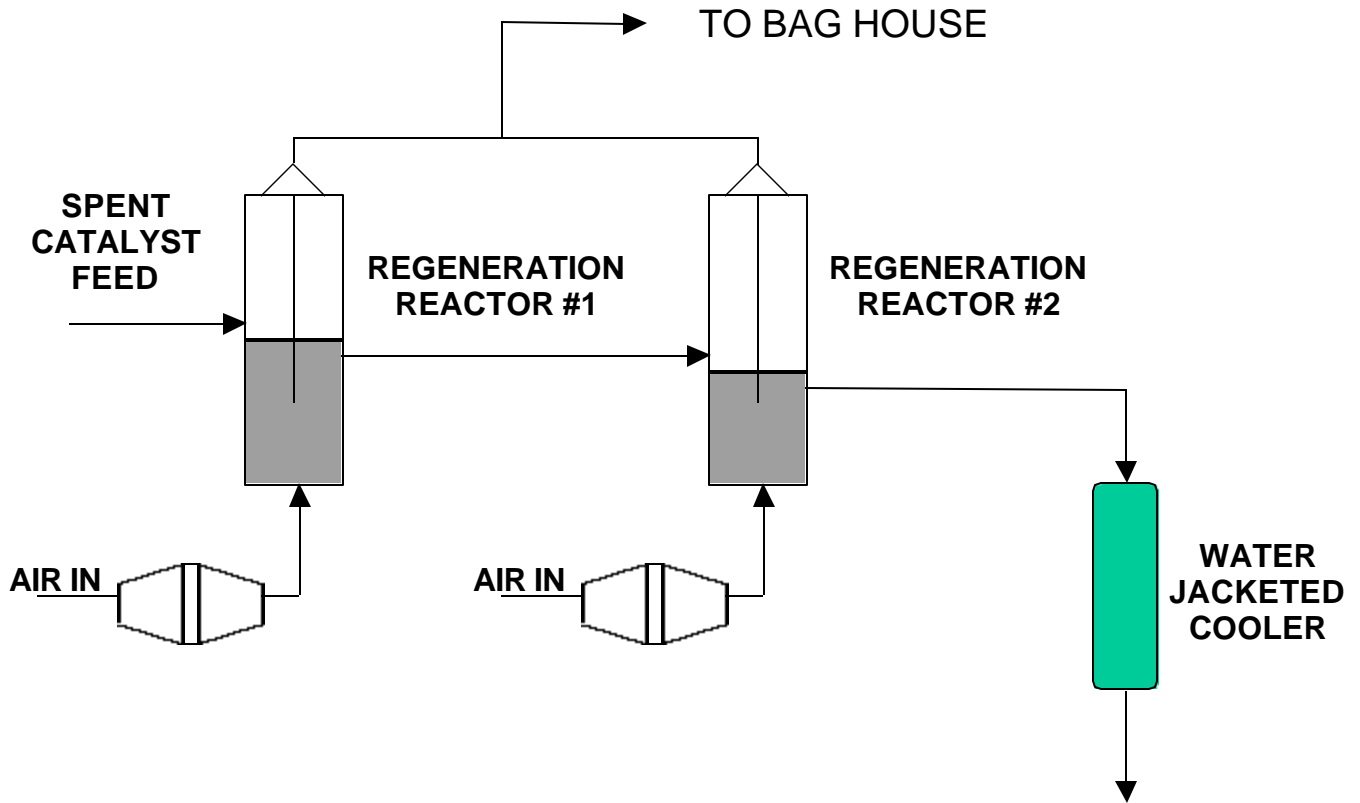 TO BAG HOUSE
SPENT
CATALYST
FEED
REGENERATION
REACTOR #1
REGENERATION
REACTOR #2
AIR IN
AIR IN
WATER
JACKETED
COOLER